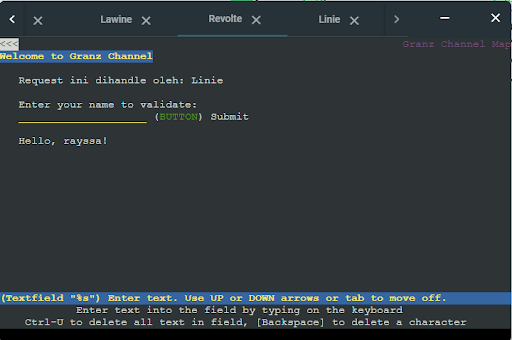 Lawine Revolte Linie
<<< Granz Channel Map
Welcome to Granz Channel
Request ini dihandle oleh: Linie
Enter your name to validate:
____________________ (BUTTON) Submit
Hello, rayssa!
(Textfield "%s") Enter text. Use UP or DOWN arrows or tab to move off.
Enter text into the field by typing on the keyboard
Ctrl-U to delete all text in field, [Backspace] to delete a character